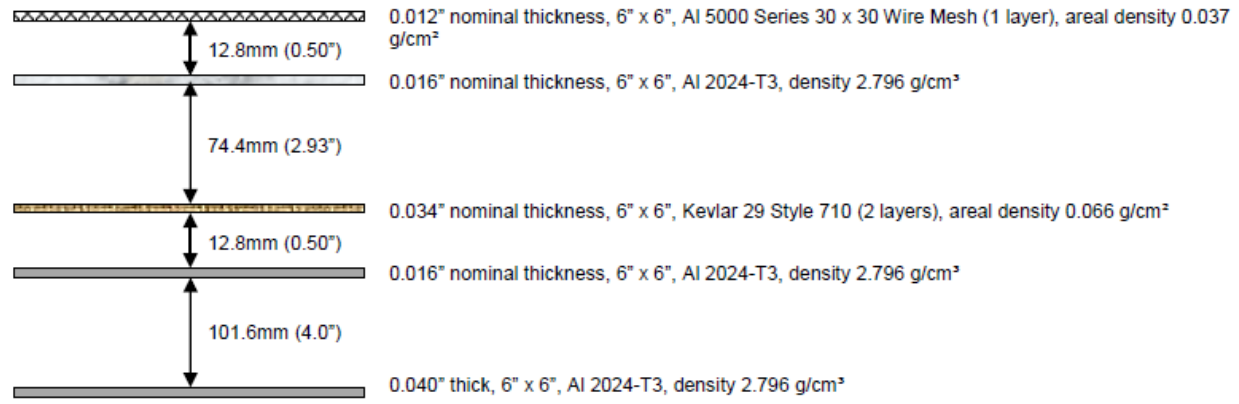 0.012" nominal thickness, 6" x 6", Al 5000 Series 30 x 30 Wire Mesh (1 layer), areal density 0.037
g/cm²
12.8mm (0.50")
0.016" nominal thickness, 6" x 6", Al 2024-T3, density 2.796 g/cm³
74.4mm (2.93")
0.034" nominal thickness, 6" x 6", Kevlar 29 Style 710 (2 layers), areal density 0.066 g/cm²
12.8mm (0.50")
0.016" nominal thickness, 6" x 6", Al 2024-T3, density 2.796 g/cm³
101.6mm (4.0")
0.040" thick, 6" x 6", Al 2024-T3, density 2.796 g/cm³